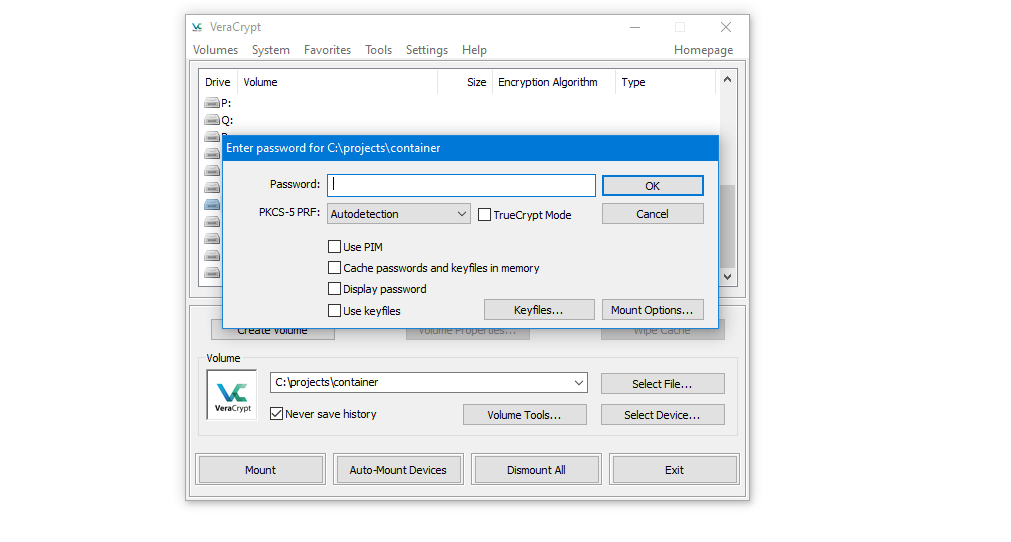 VeraCrypt
Volumes System Favorites Tools Settings Help Homepage
Drive Volume Size Encryption Algorithm Type
P:
Q:
Enter password for C:\projects\container
Password: OK
PKCS-5 PRF: Autodetection TrueCrypt Mode Cancel
Use PIM
Cache passwords and keyfiles in memory
Display password
Use keyfiles Keyfiles... Mount Options...
Create Volume Volume Properties... Wipe Cache
Volume
C:\projects\container Select File...
VeraCrypt
Never save history Volume Tools... Select Device...
Mount Auto-Mount Devices Dismount All Exit